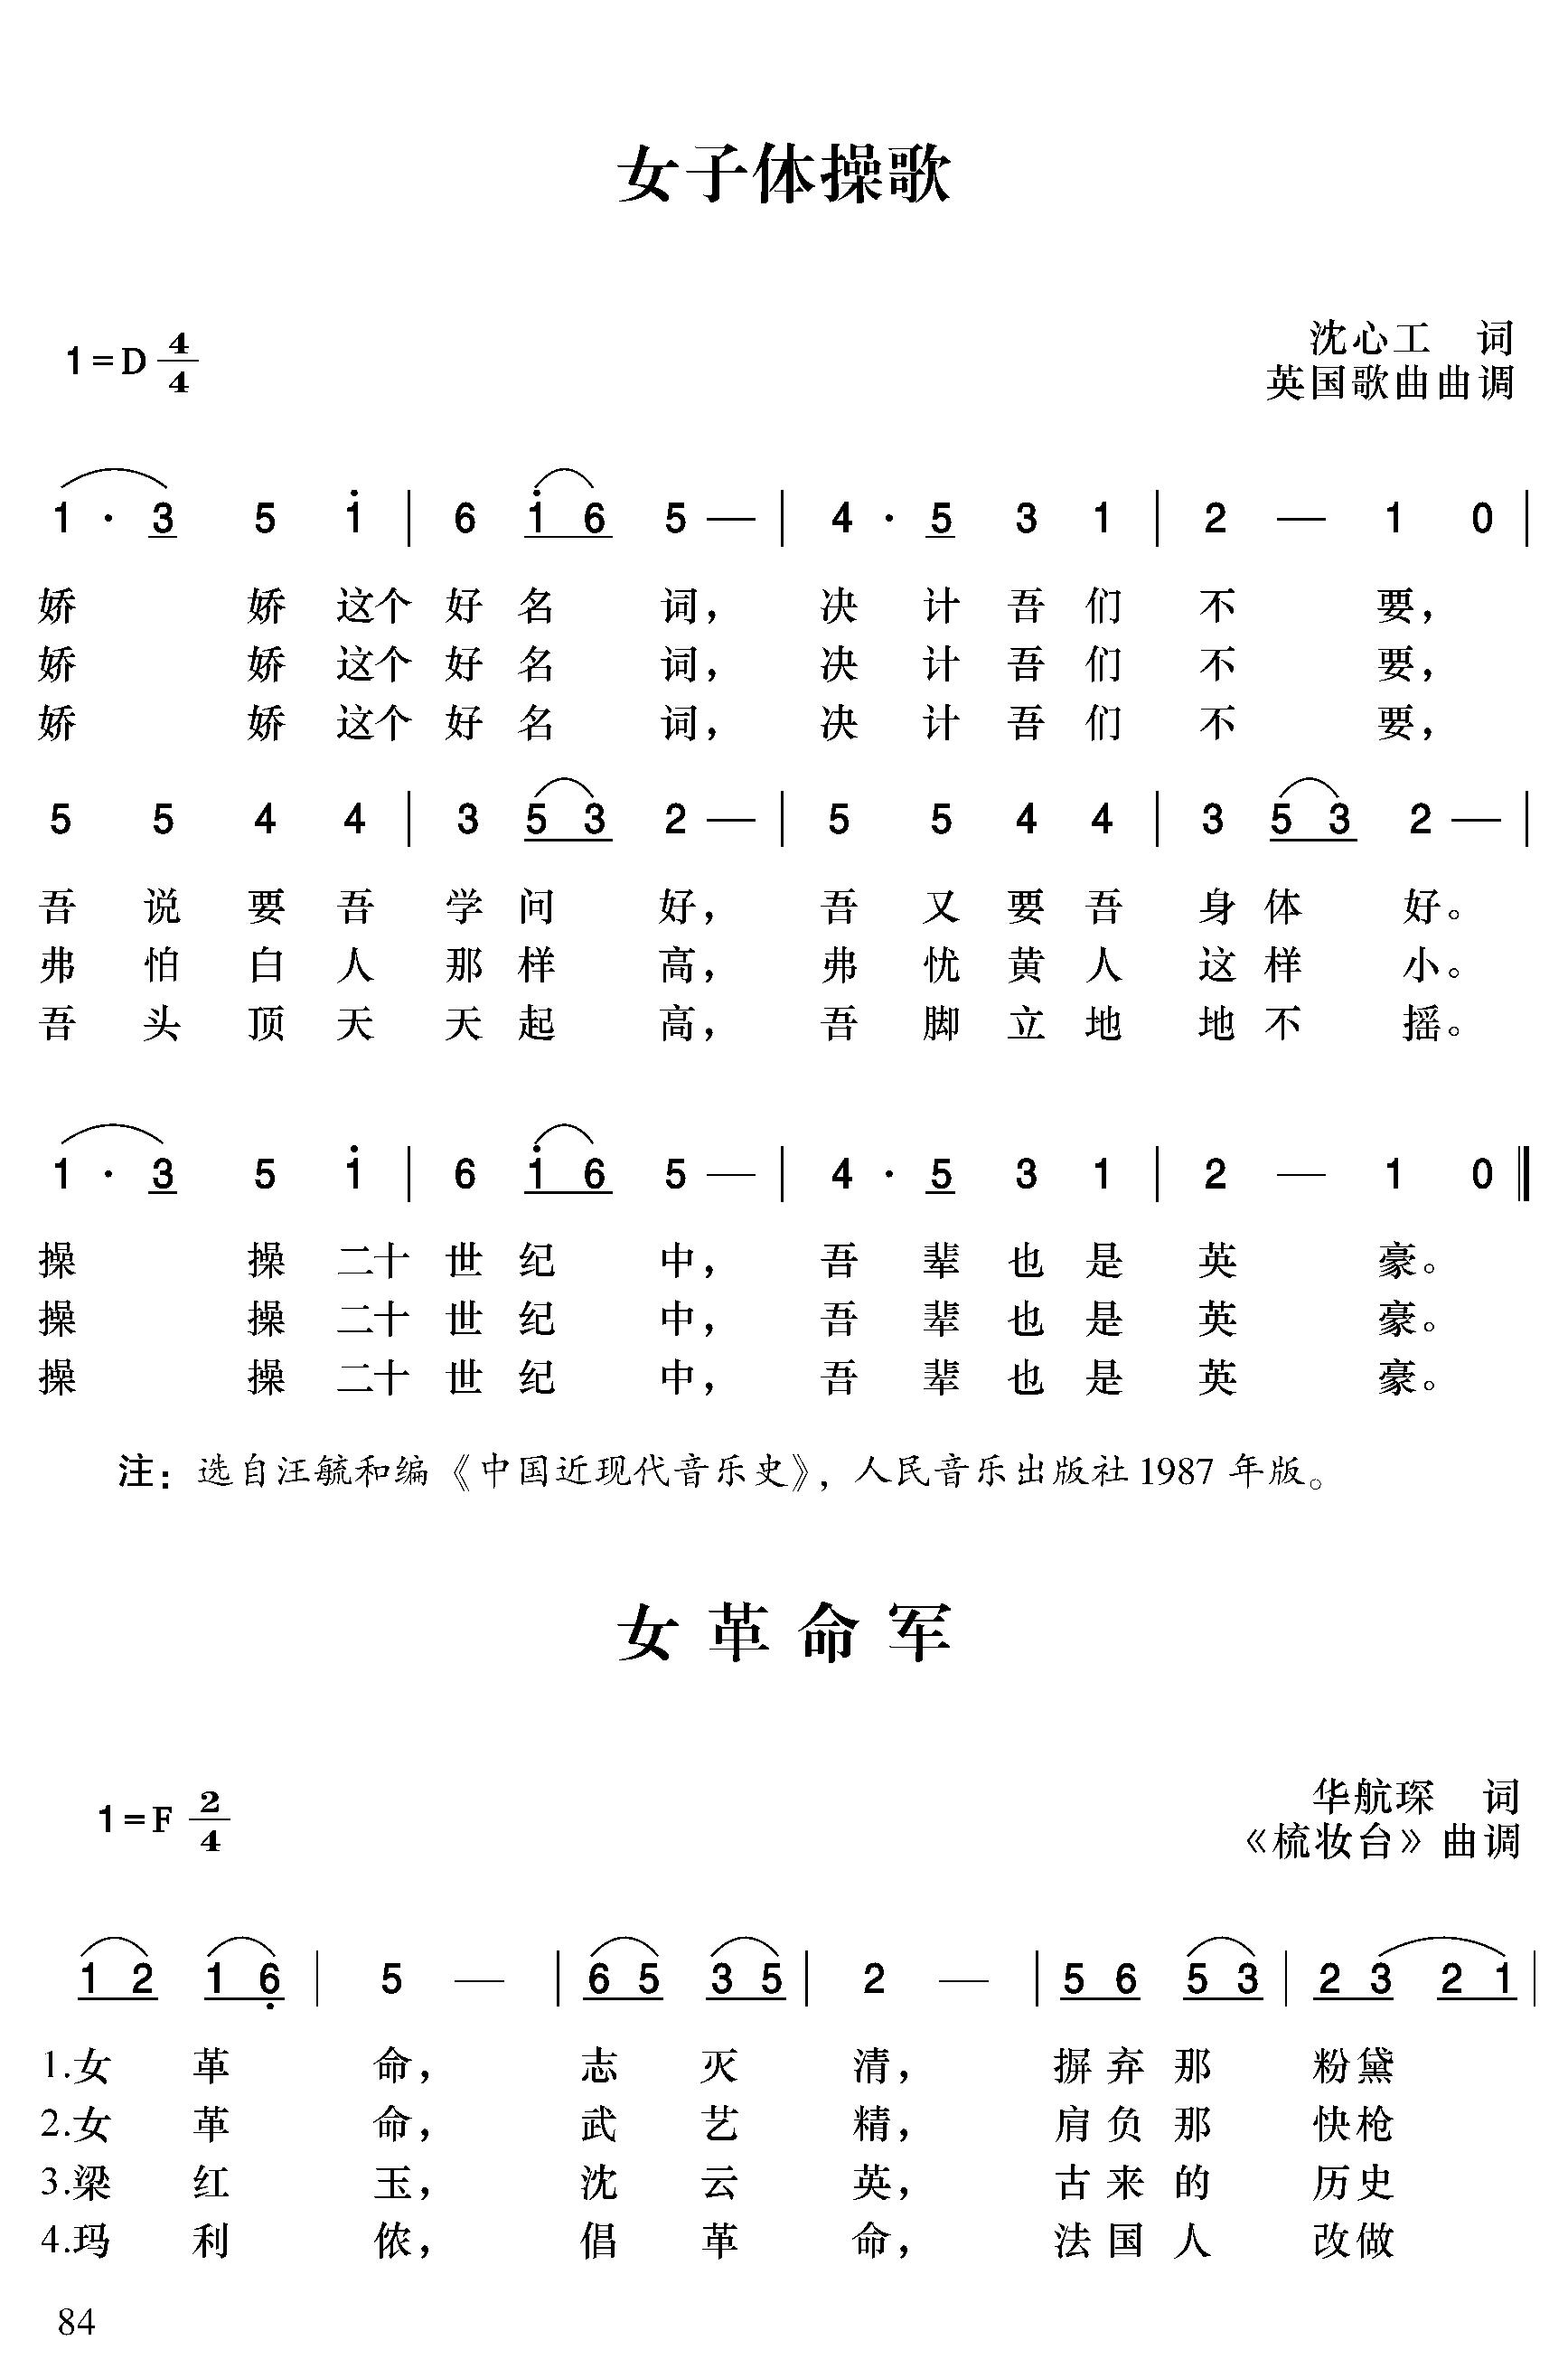 女子体操歌
1=D 4/4
沈心工 词
英国歌曲曲调
1 · 3 5 1̇ | 6 1̇ 6 5 — | 4 · 5 3 1 | 2 — 1 0 |
娇 娇 这个 好 名 词， 决 计 吾 们 不 要，
娇 娇 这个 好 名 词， 决 计 吾 们 不 要，
娇 娇 这个 好 名 词， 决 计 吾 们 不 要，
5 5 4 4 | 3 5 3 2 — | 5 5 4 4 | 3 5 3 2 — |
吾 说 要 吾 学 问 好， 吾 又 要 吾 身 体 好。
弗 怕 白 人 那 样 高， 弗 忧 黄 人 这 样 小。
吾 头 顶 天 天 起 高， 吾 脚 立 地 地 不 摇。
1 · 3 5 1̇ | 6 1̇ 6 5 — | 4 · 5 3 1 | 2 — 1 0 ‖
操 操 二十 世 纪 中， 吾 辈 也 是 英 豪。
操 操 二十 世 纪 中， 吾 辈 也 是 英 豪。
操 操 二十 世 纪 中， 吾 辈 也 是 英 豪。
注：选自汪毓和编《中国近现代音乐史》，人民音乐出版社1987年版。
女革命军
1=F 2/4
华航琛 词
《梳妆台》曲调
1 2 1 6̣ | 5 — | 6 5 3 5 | 2 — | 5 6 5 3 | 2 3 2 1 |
1.女 革 命， 志 灭 清， 摒 弃 那 粉黛
2.女 革 命， 武 艺 精， 肩 负 那 快枪
3.梁 红 玉， 沈 云 英， 古 来 的 历史
4.玛 利 侬， 倡 革 命， 法 国 人 改做
84